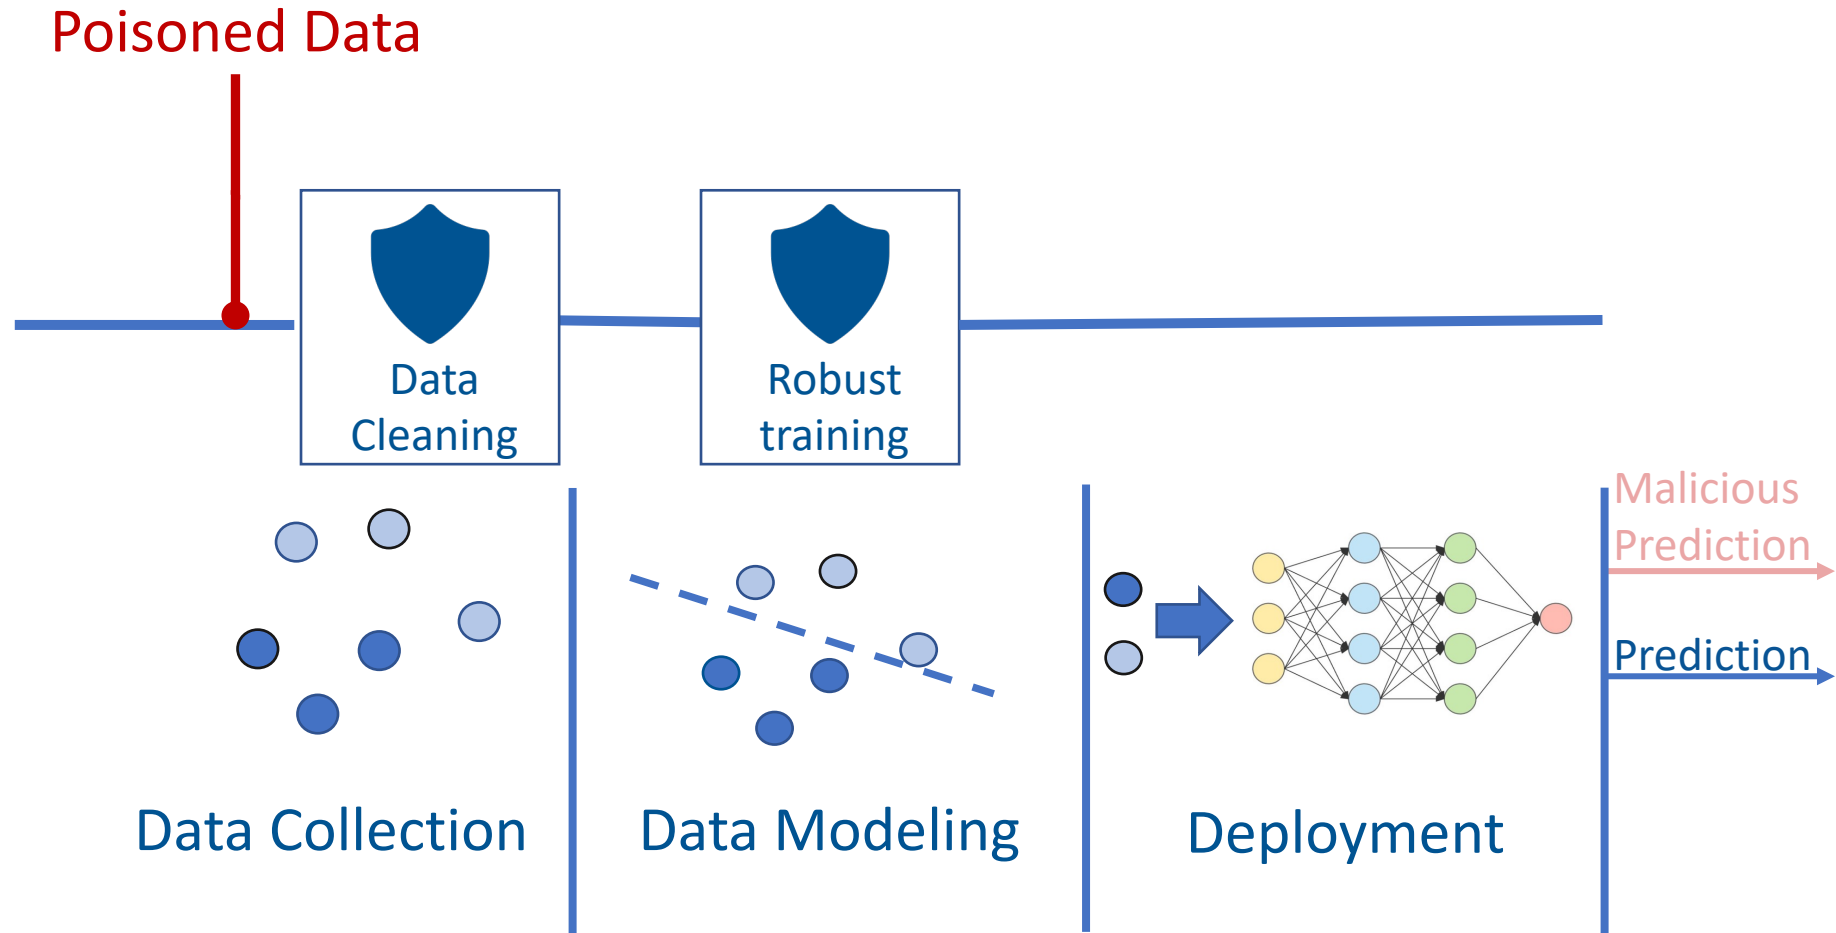 Poisoned Data
Data
Cleaning
Robust
training
Malicious
Prediction
Prediction
Data Collection
Data Modeling
Deployment